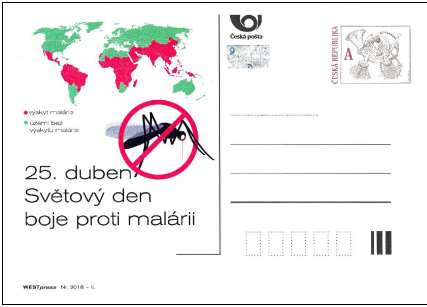 výskyt malárie
území bez
výskytu malárie
25. duben
Světový den
boje proti malárii
WESTpress Nr. 2018 – II.
Česká pošta
ČESKÁ REPUBLIKA
A